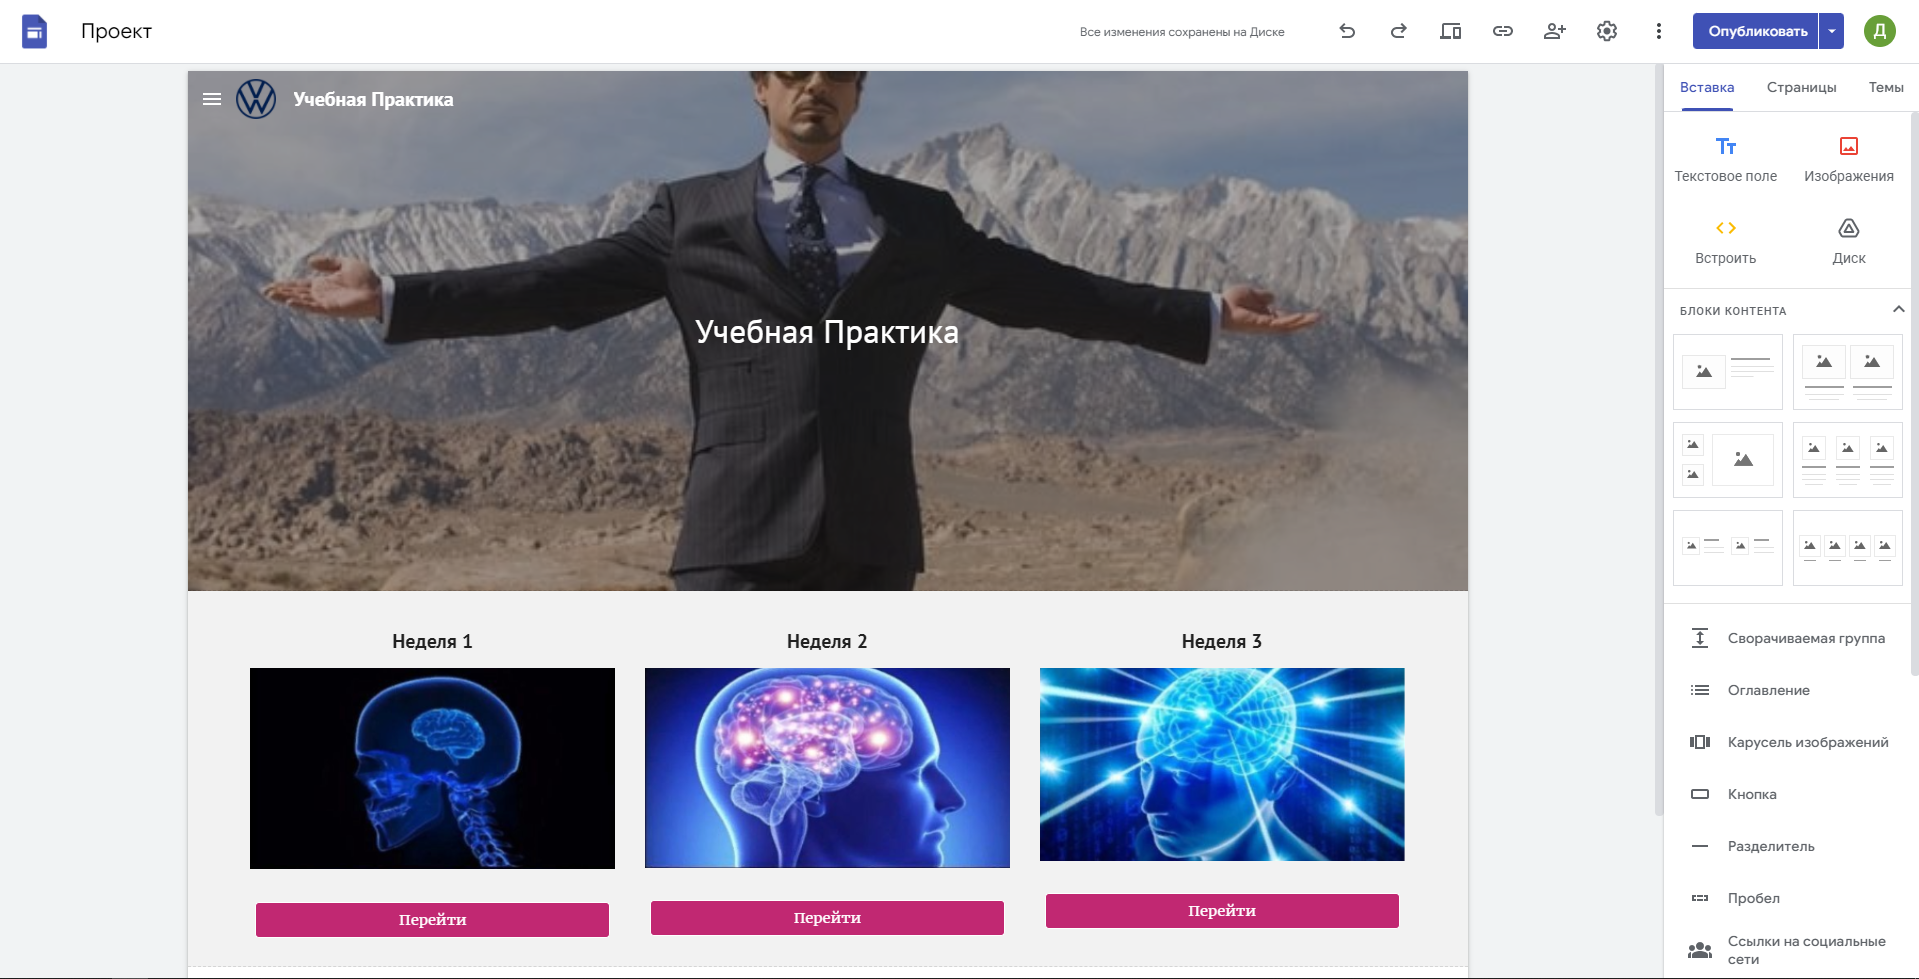 Проект
Все изменения сохранены на Диске
Опубликовать
Д
Учебная Практика
Учебная Практика
Неделя 1
Неделя 2
Неделя 3
Перейти
Перейти
Перейти
Вставка
Страницы
Темы
Текстовое поле
Изображения
Встроить
Диск
БЛОКИ КОНТЕНТА
Сворачиваемая группа
Оглавление
Карусель изображений
Кнопка
Разделитель
Пробел
Ссылки на социальные
сети